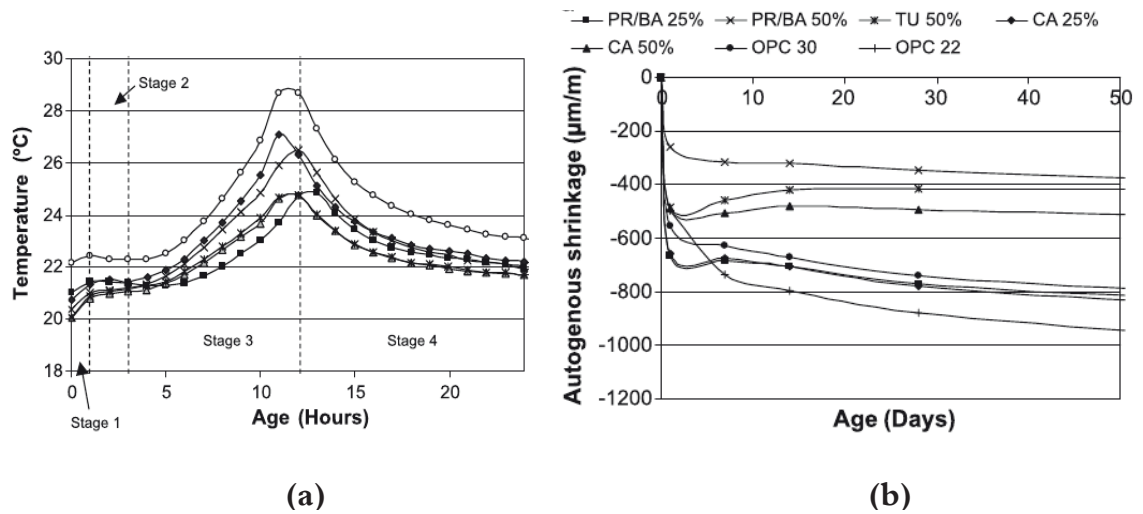 PR/BA 25% PR/BA 50% TU 50% CA 25%
CA 50% OPC 30 OPC 22
30
28
26
24
22
20
18
Temperature (ºC)
Stage 1
Stage 2
Stage 3
Stage 4
0 5 10 15 20
Age (Hours)
(a)
0
-200
-400
-600
-800
-1000
-1200
Autogenous shrinkage (µm/m)
0 10 20 30 40 50
Age (Days)
(b)